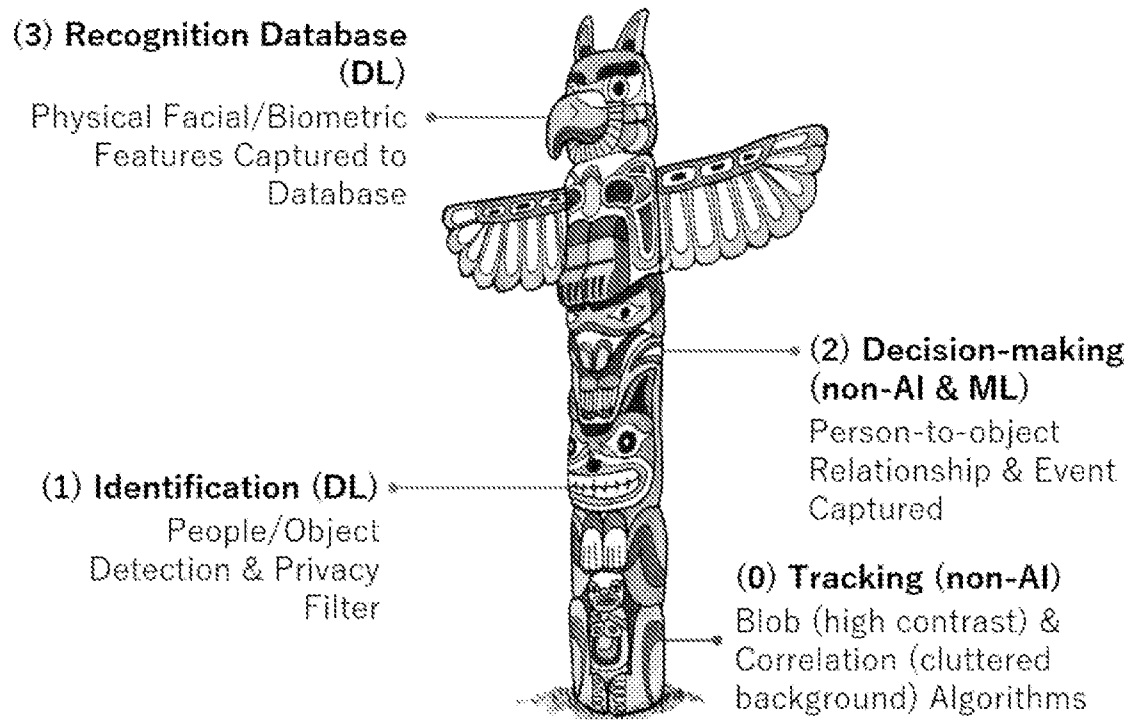 (3) Recognition Database
(DL)
Physical Facial/Biometric
Features Captured to
Database
(2) Decision-making
(non-AI & ML)
Person-to-object
Relationship & Event
Captured
(1) Identification (DL)
People/Object
Detection & Privacy
Filter
(0) Tracking (non-AI)
Blob (high contrast) &
Correlation (cluttered
background) Algorithms